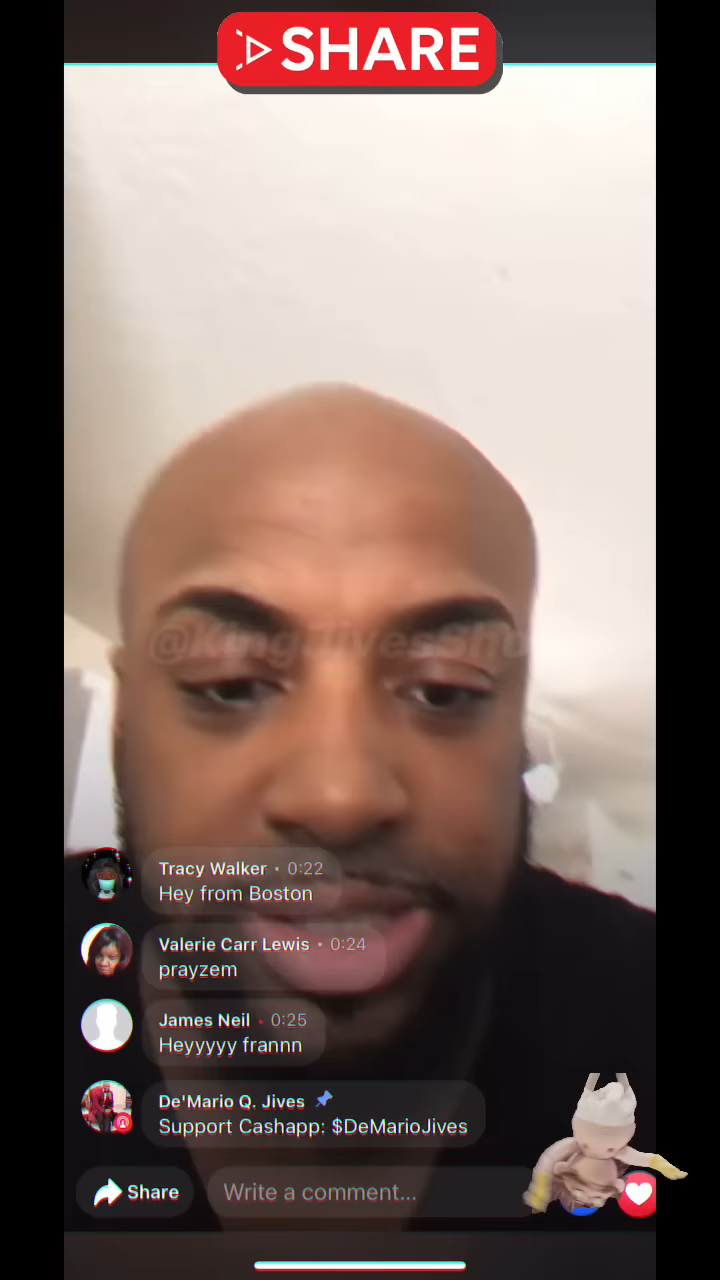 SHARE
@KingJivesSho
Tracy Walker • 0:22
Hey from Boston
Valerie Carr Lewis • 0:24
prayzem
James Neil • 0:25
Heyyyyy frannn
De'Mario Q. Jives
Support Cashapp: $DeMarioJives
Share
Write a comment...